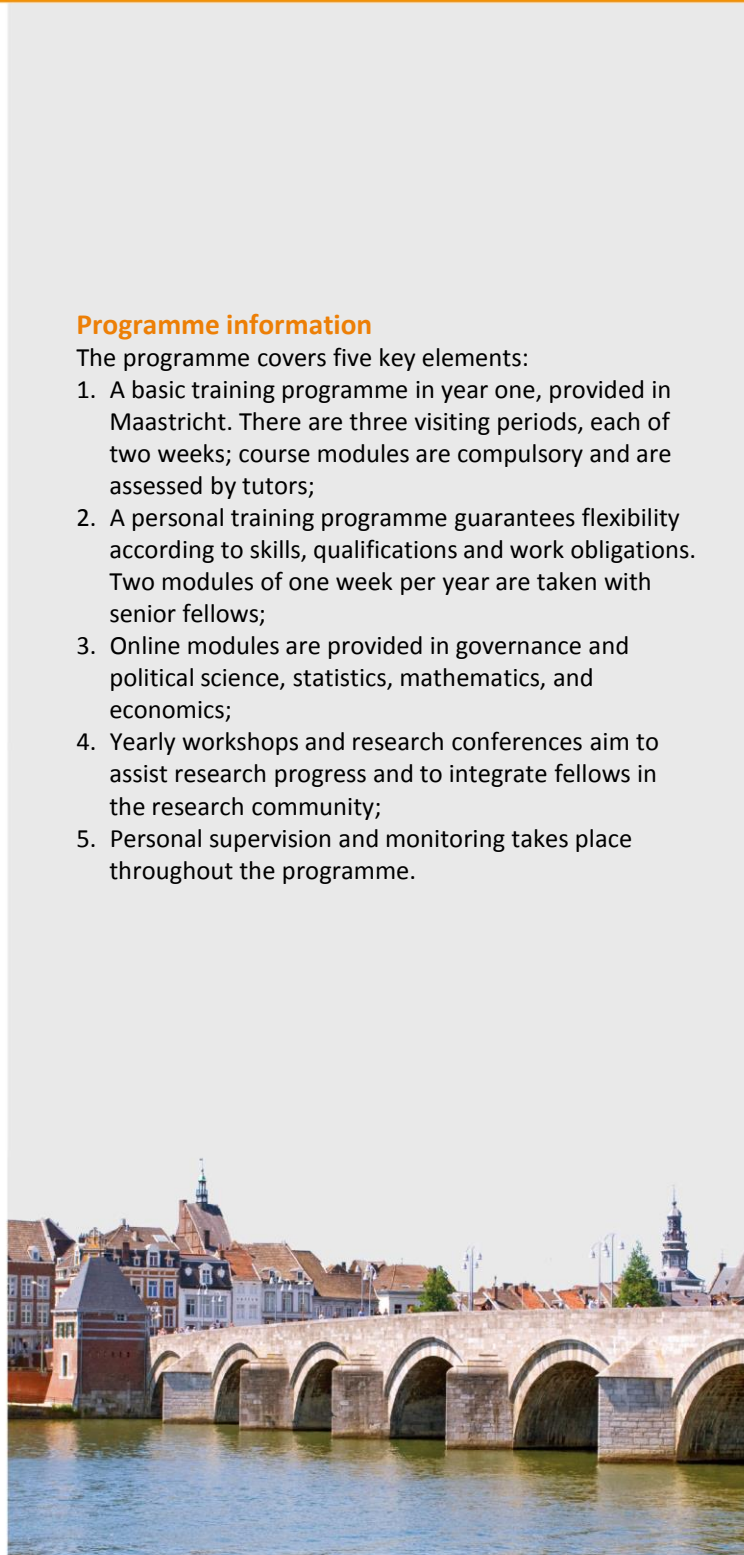 Programme information
The programme covers five key elements:
1. A basic training programme in year one, provided in
Maastricht. There are three visiting periods, each of
two weeks; course modules are compulsory and are
assessed by tutors;
2. A personal training programme guarantees flexibility
according to skills, qualifications and work obligations.
Two modules of one week per year are taken with
senior fellows;
3. Online modules are provided in governance and
political science, statistics, mathematics, and
economics;
4. Yearly workshops and research conferences aim to
assist research progress and to integrate fellows in
the research community;
5. Personal supervision and monitoring takes place
throughout the programme.